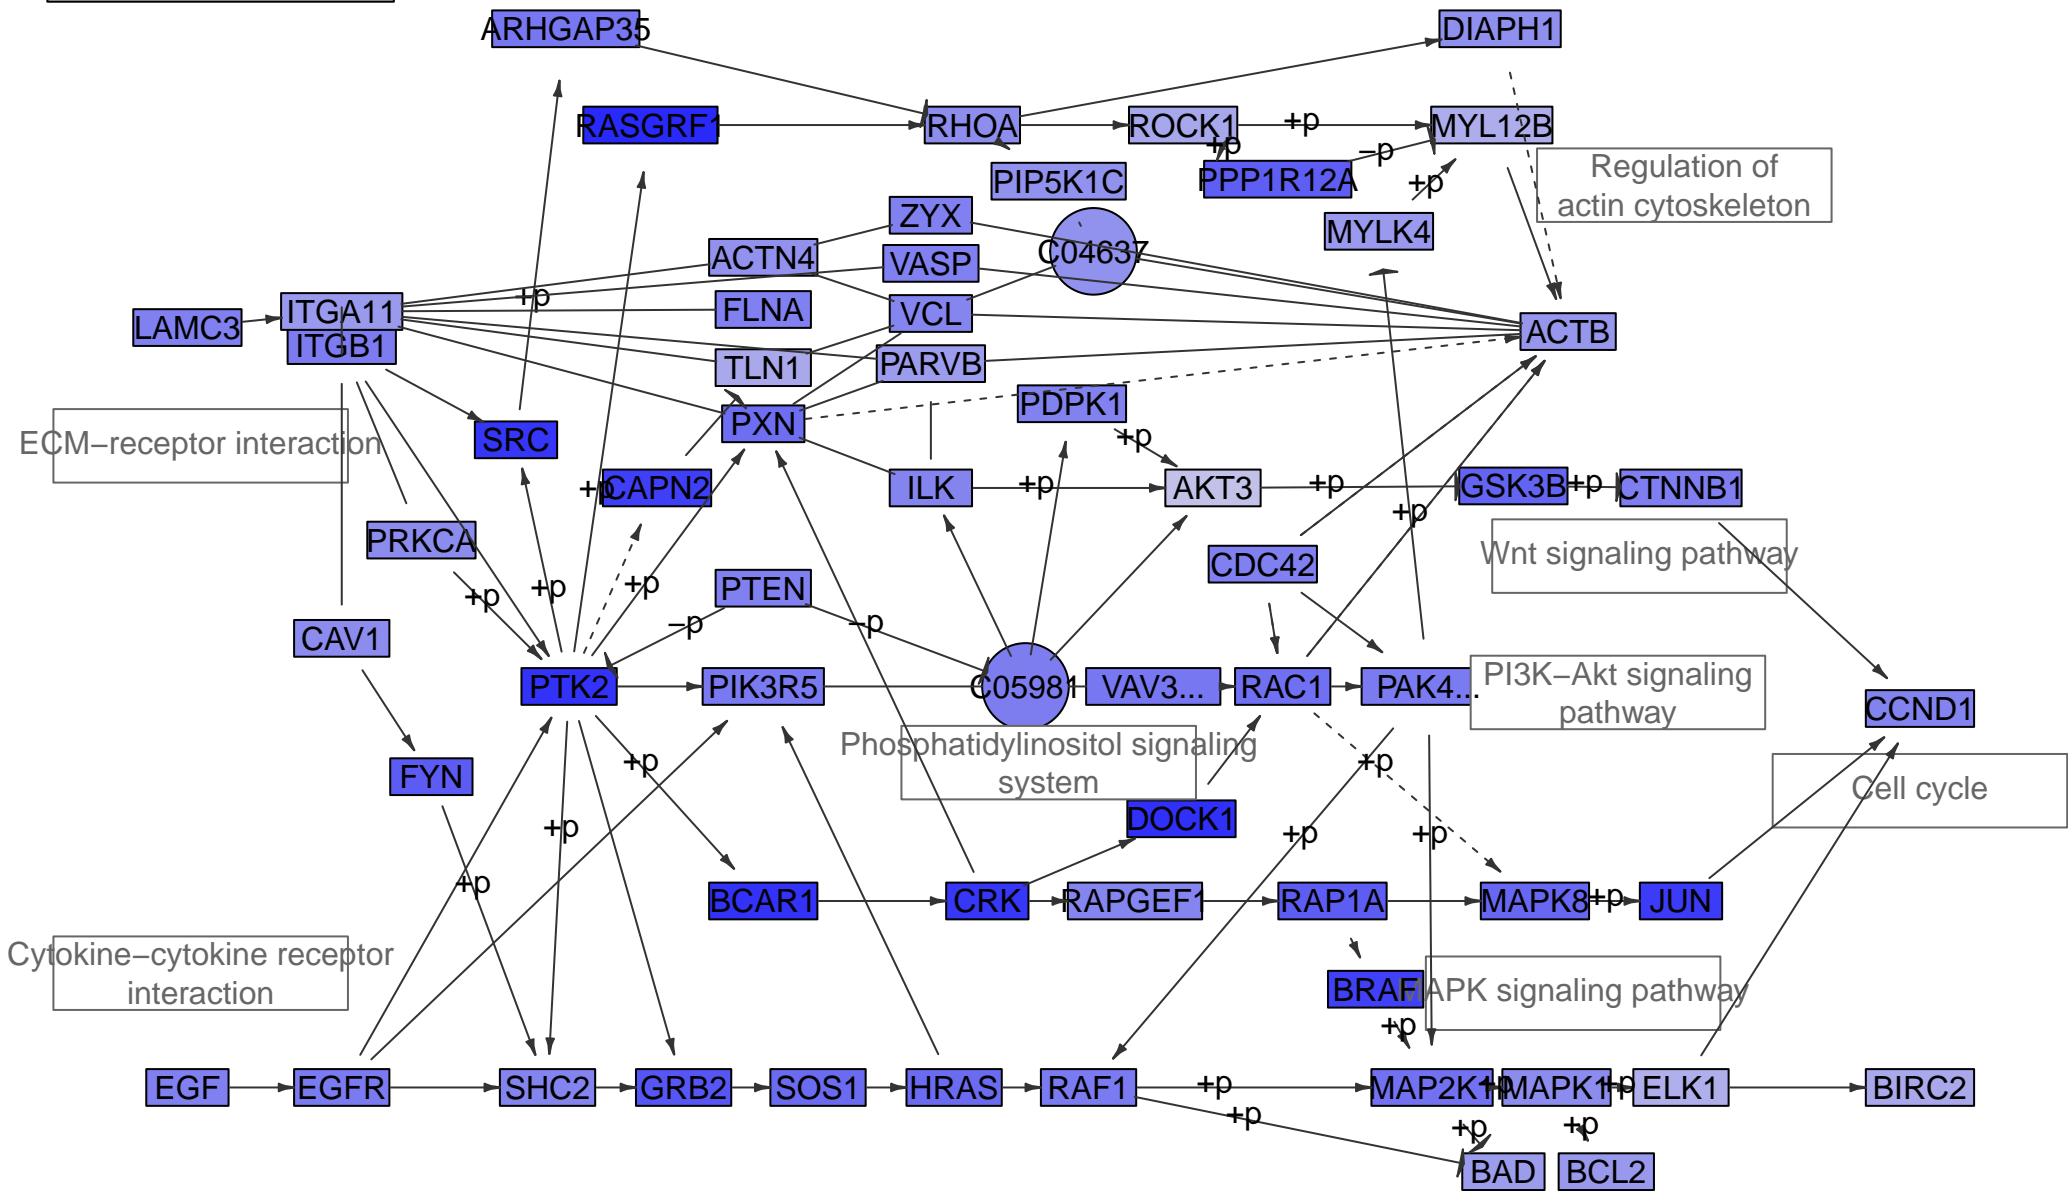 ARHGAP35
DIAPH1
RASGRF1
RHOA
ROCK1
+p
MYL12B
+p
−p
PIP5K1C
PPP1R12A
+p
Regulation of
actin cytoskeleton
ZYX
MYLK4
ACTN4
VASP
C04637
+p
ITGA11
FLNA
VCL
LAMC3
ACTB
ITGB1
TLN1
PARVB
PDPK1
PXN
+p
ECM−receptor interaction
SRC
+p
CAPN2
ILK
+p
AKT3
+p
GSK3B
+p
CTNNB1
+p
PRKCA
Wnt signaling pathway
CDC42
+p
+p
+p
PTEN
−p
−p
CAV1
PTK2
PIK3R5
C05981
VAV3...
RAC1
PAK4...
PI3K−Akt signaling
pathway
CCND1
Phosphatidylinositol signaling
system
+p
+p
FYN
Cell cycle
+p
DOCK1
+p
+p
+p
BCAR1
CRK
RAPGEF1
RAP1A
MAPK8
+p
JUN
Cytokine−cytokine receptor
interaction
BRAF
MAPK signaling pathway
+p
EGF
EGFR
SHC2
GRB2
SOS1
HRAS
RAF1
+p
MAP2K1
+p
MAPK1
+p
ELK1
BIRC2
+p
+p
+p
BAD
BCL2